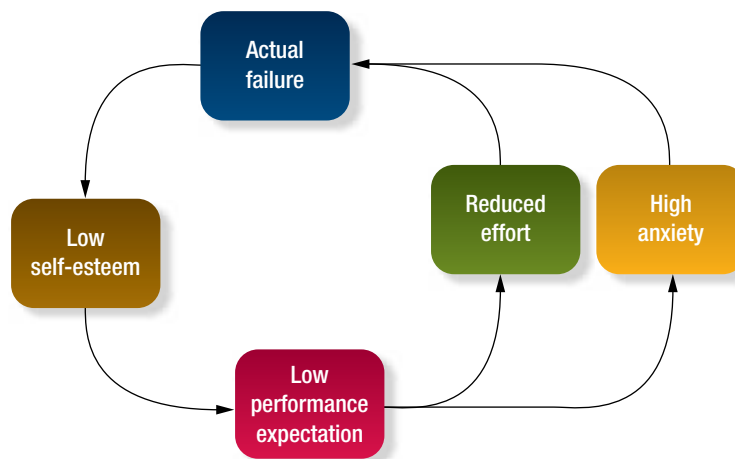 Actual
failure
Reduced
effort
High
anxiety
Low
self-esteem
Low
performance
expectation